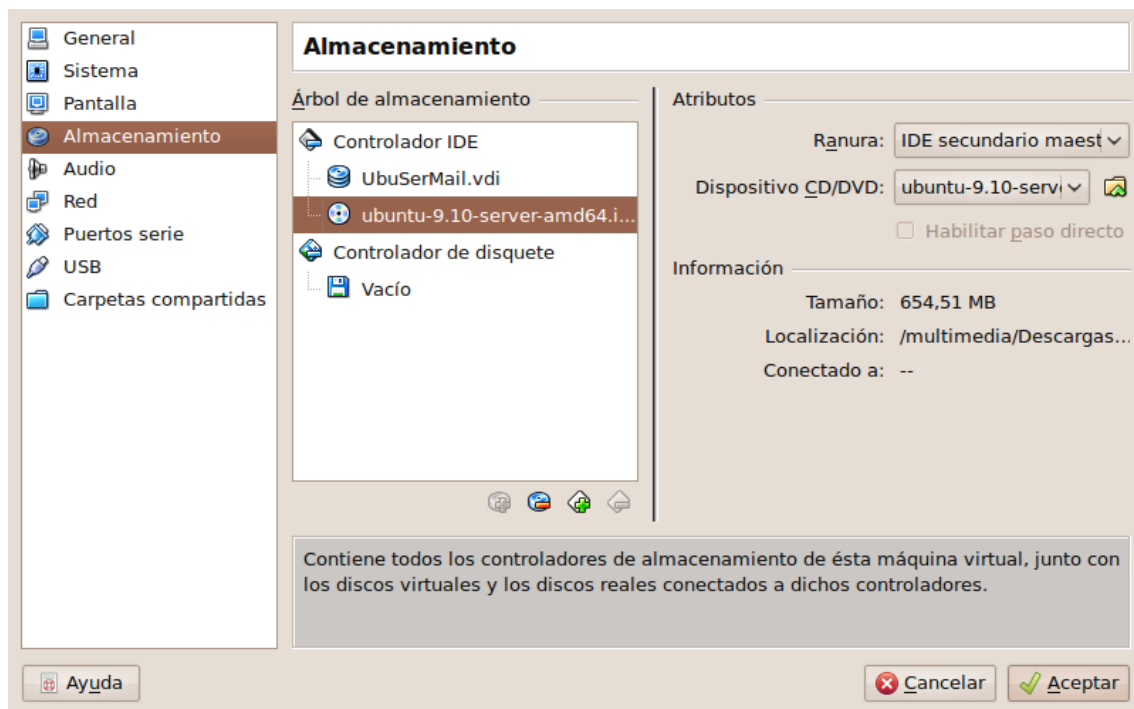 General
Sistema
Pantalla
Almacenamiento
Audio
Red
Puertos serie
USB
Carpetas compartidas
Almacenamiento
Árbol de almacenamiento
Controlador IDE
UbuSerMail.vdi
ubuntu-9.10-server-amd64.i...
Controlador de disquete
Vacío
Atributos
Ranura: IDE secundario maest
Dispositivo CD/DVD: ubuntu-9.10-serv
Habilitar paso directo
Información
Tamaño: 654,51 MB
Localización: /multimedia/Descargas...
Conectado a: --
Contiene todos los controladores de almacenamiento de ésta máquina virtual, junto con
los discos virtuales y los discos reales conectados a dichos controladores.
Ayuda
Cancelar
Aceptar